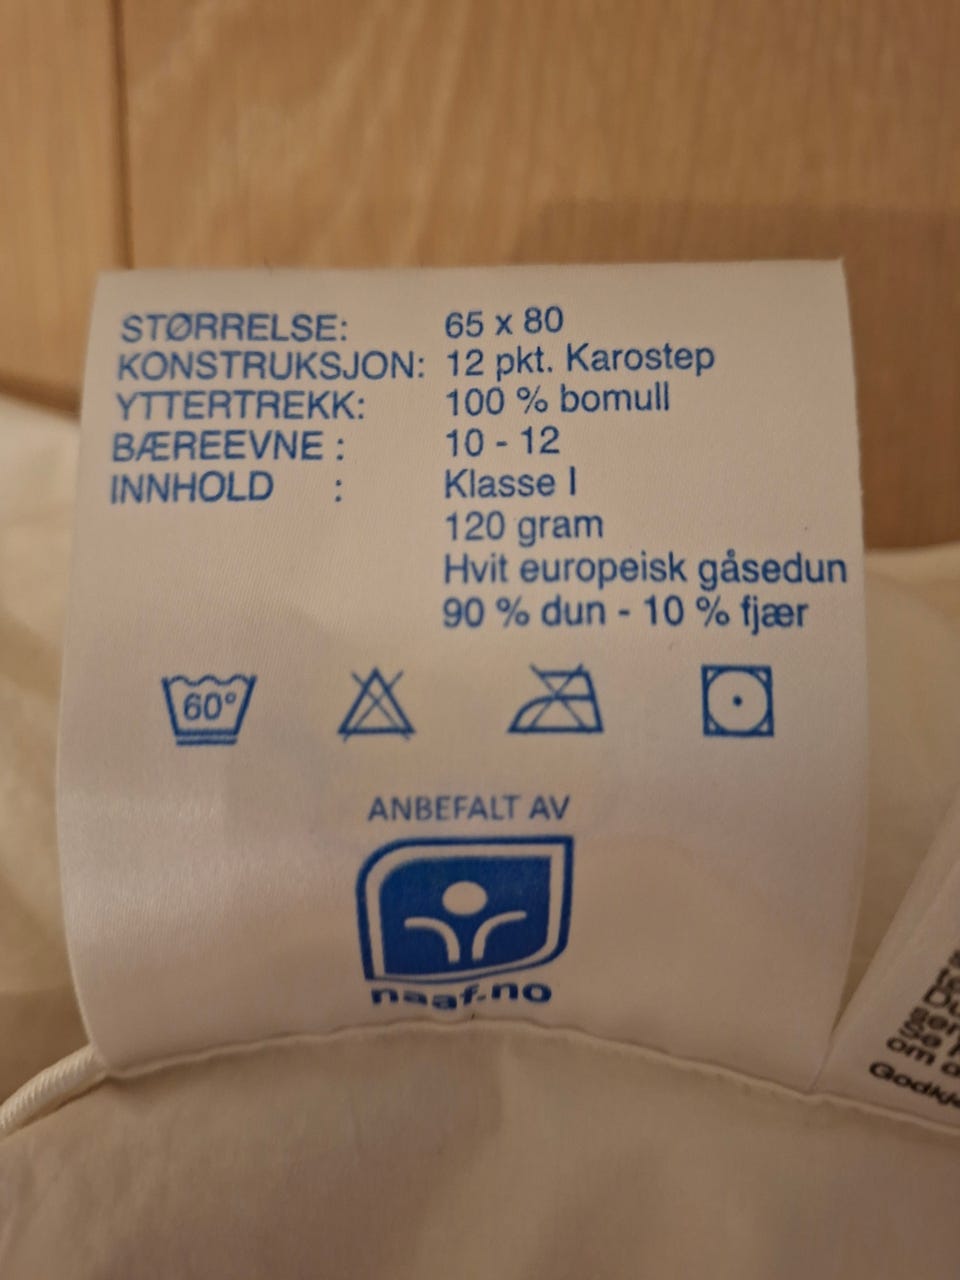 STØRRELSE: 65 x 80
KONSTRUKSJON: 12 pkt. Karostep
YTTERTREKK: 100 % bomull
BÆREEVNE : 10 - 12
INNHOLD : Klasse I
120 gram
Hvit europeisk gåsedun
90 % dun - 10 % fjær
60°
ANBEFALT AV
naaf.no
om